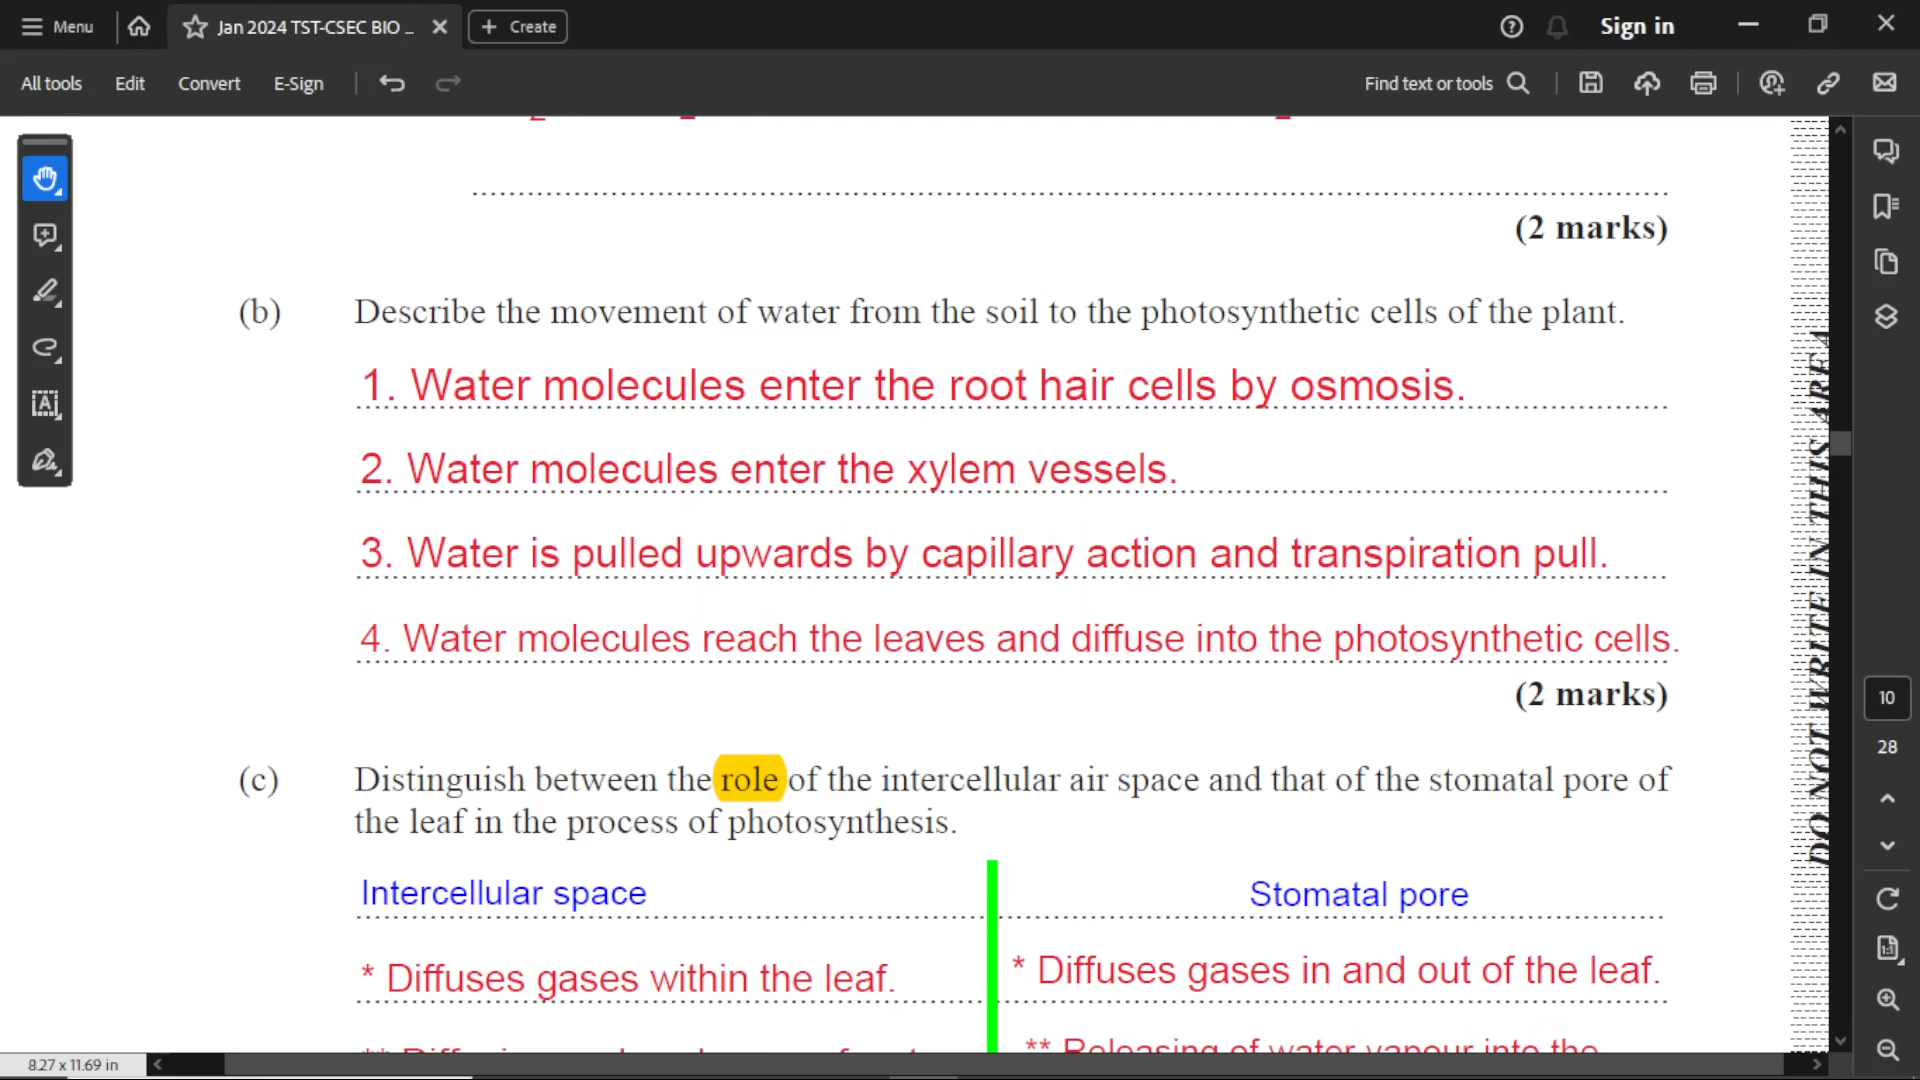 Menu
Jan 2024 TST-CSEC BIO _
Create
Sign in
All tools
Edit
Convert
E-Sign
Find text or tools
(2 marks)
(b) Describe the movement of water from the soil to the photosynthetic cells of the plant.
1. Water molecules enter the root hair cells by osmosis.
2. Water molecules enter the xylem vessels.
3. Water is pulled upwards by capillary action and transpiration pull.
4. Water molecules reach the leaves and diffuse into the photosynthetic cells.
(2 marks)
(c) Distinguish between the role of the intercellular air space and that of the stomatal pore of
the leaf in the process of photosynthesis.
Intercellular space
Stomatal pore
* Diffuses gases within the leaf.
* Diffuses gases in and out of the leaf.
** Releasing of water vapour into the
DO NOT WRITE IN THIS AREA
10
28
8.27 x 11.69 in